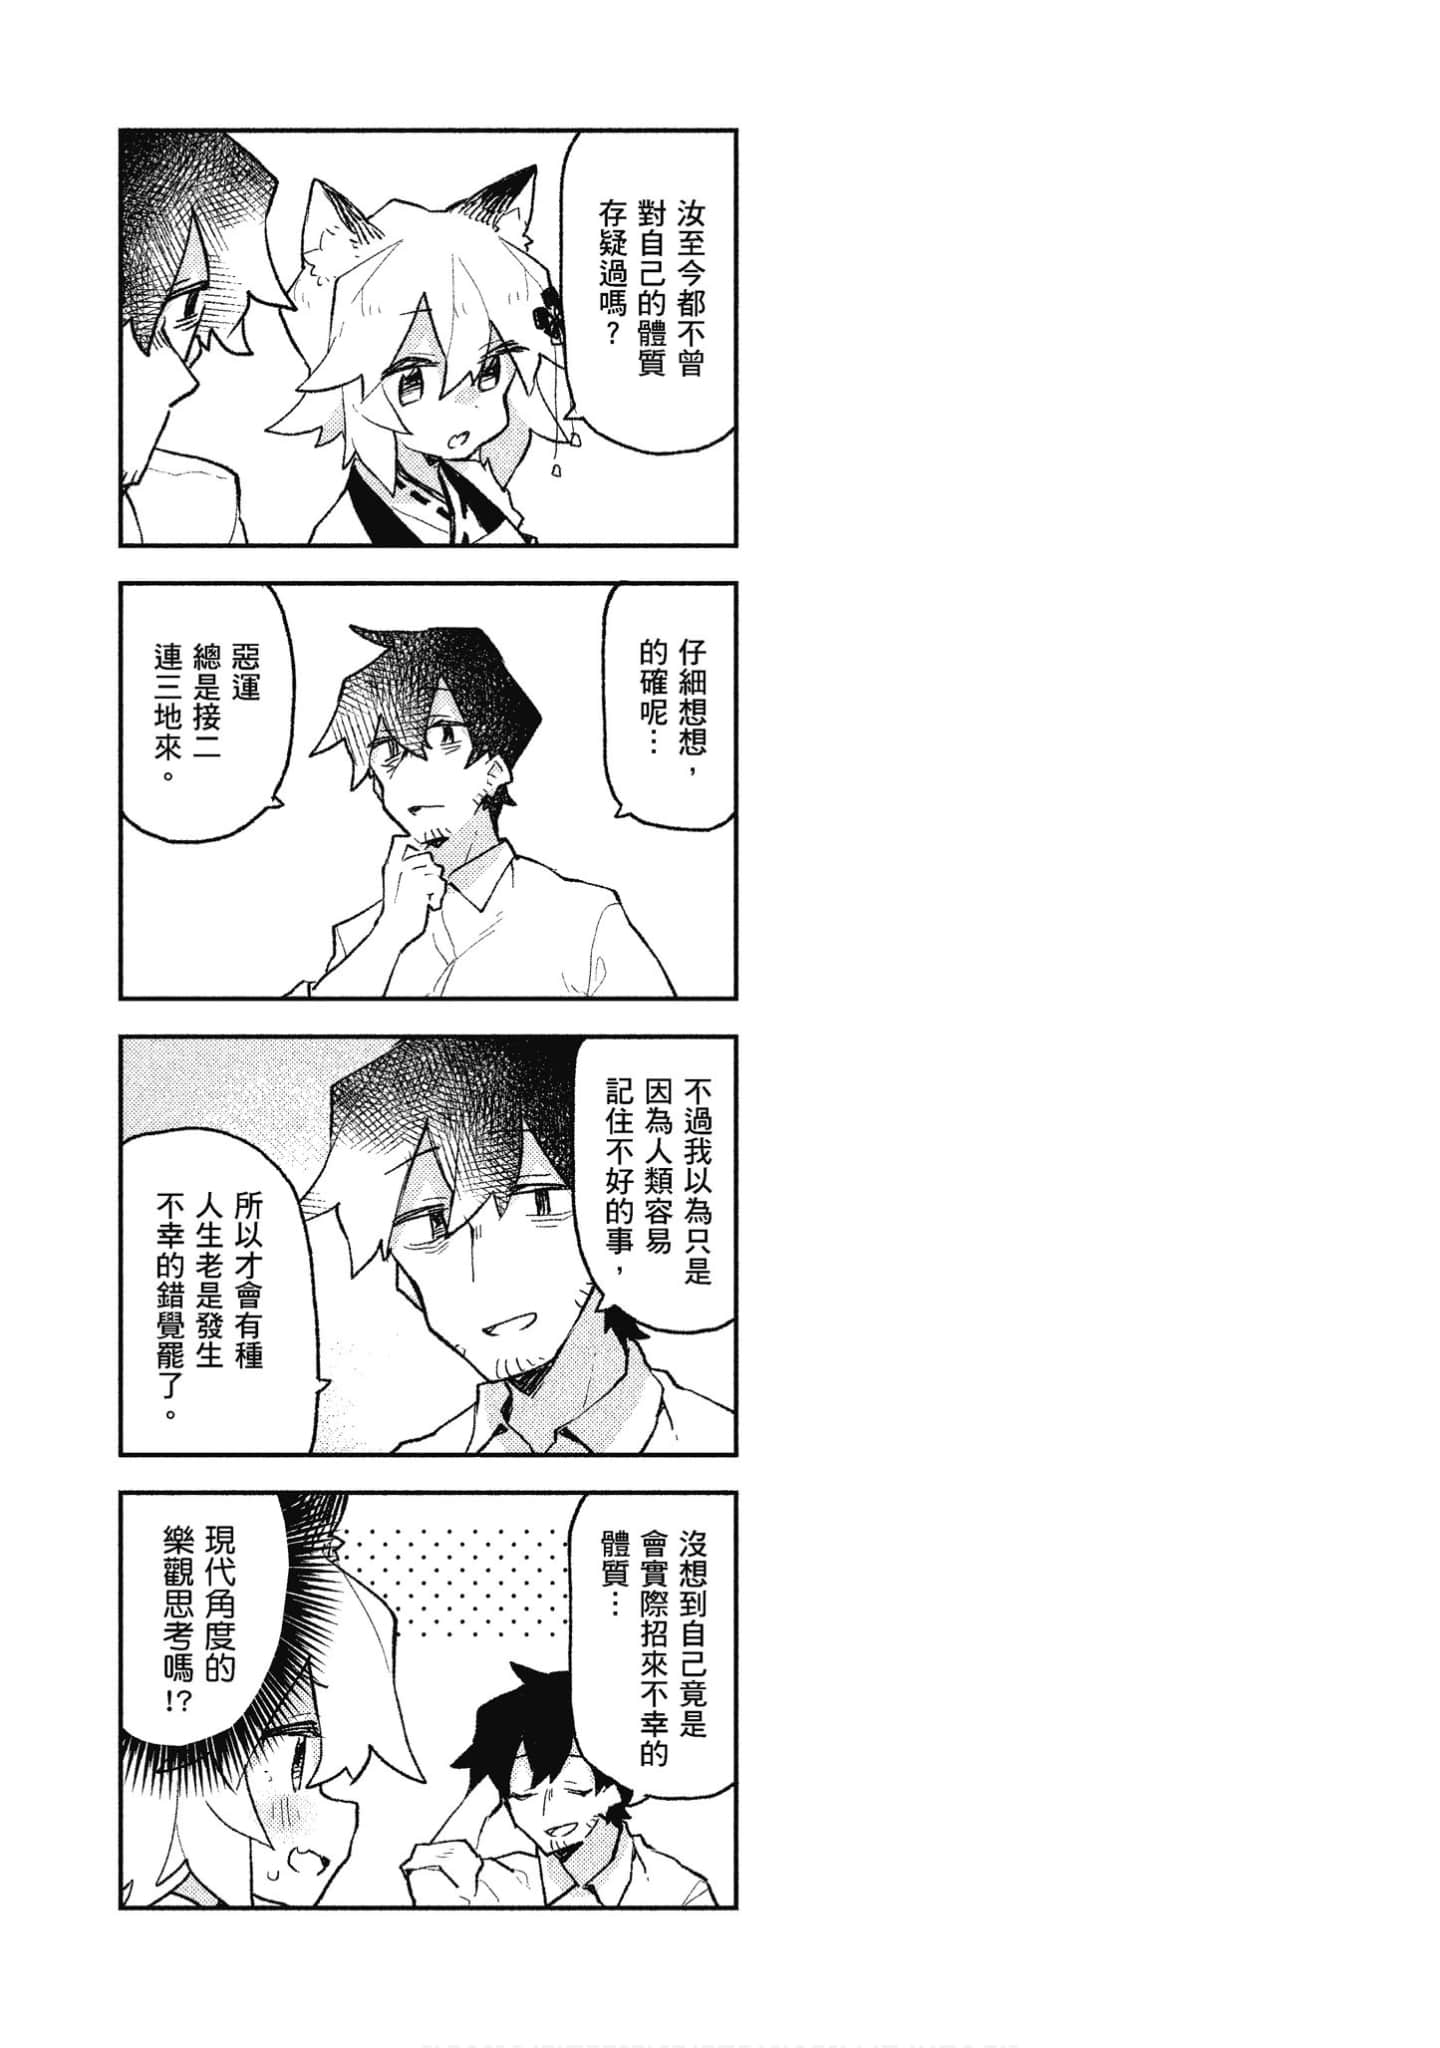 汝至今都不曾
對自己的體質
存疑過嗎？
仔細想想，
的確呢…
惡運
總是接二
連三地來。
不過我以為只是
因為人類容易
記住不好的事，
所以才會有種
人生老是發生
不幸的錯覺罷了。
沒想到自己竟是
會實際招來不幸的
體質…
現代角度的
樂觀思考嗎!?